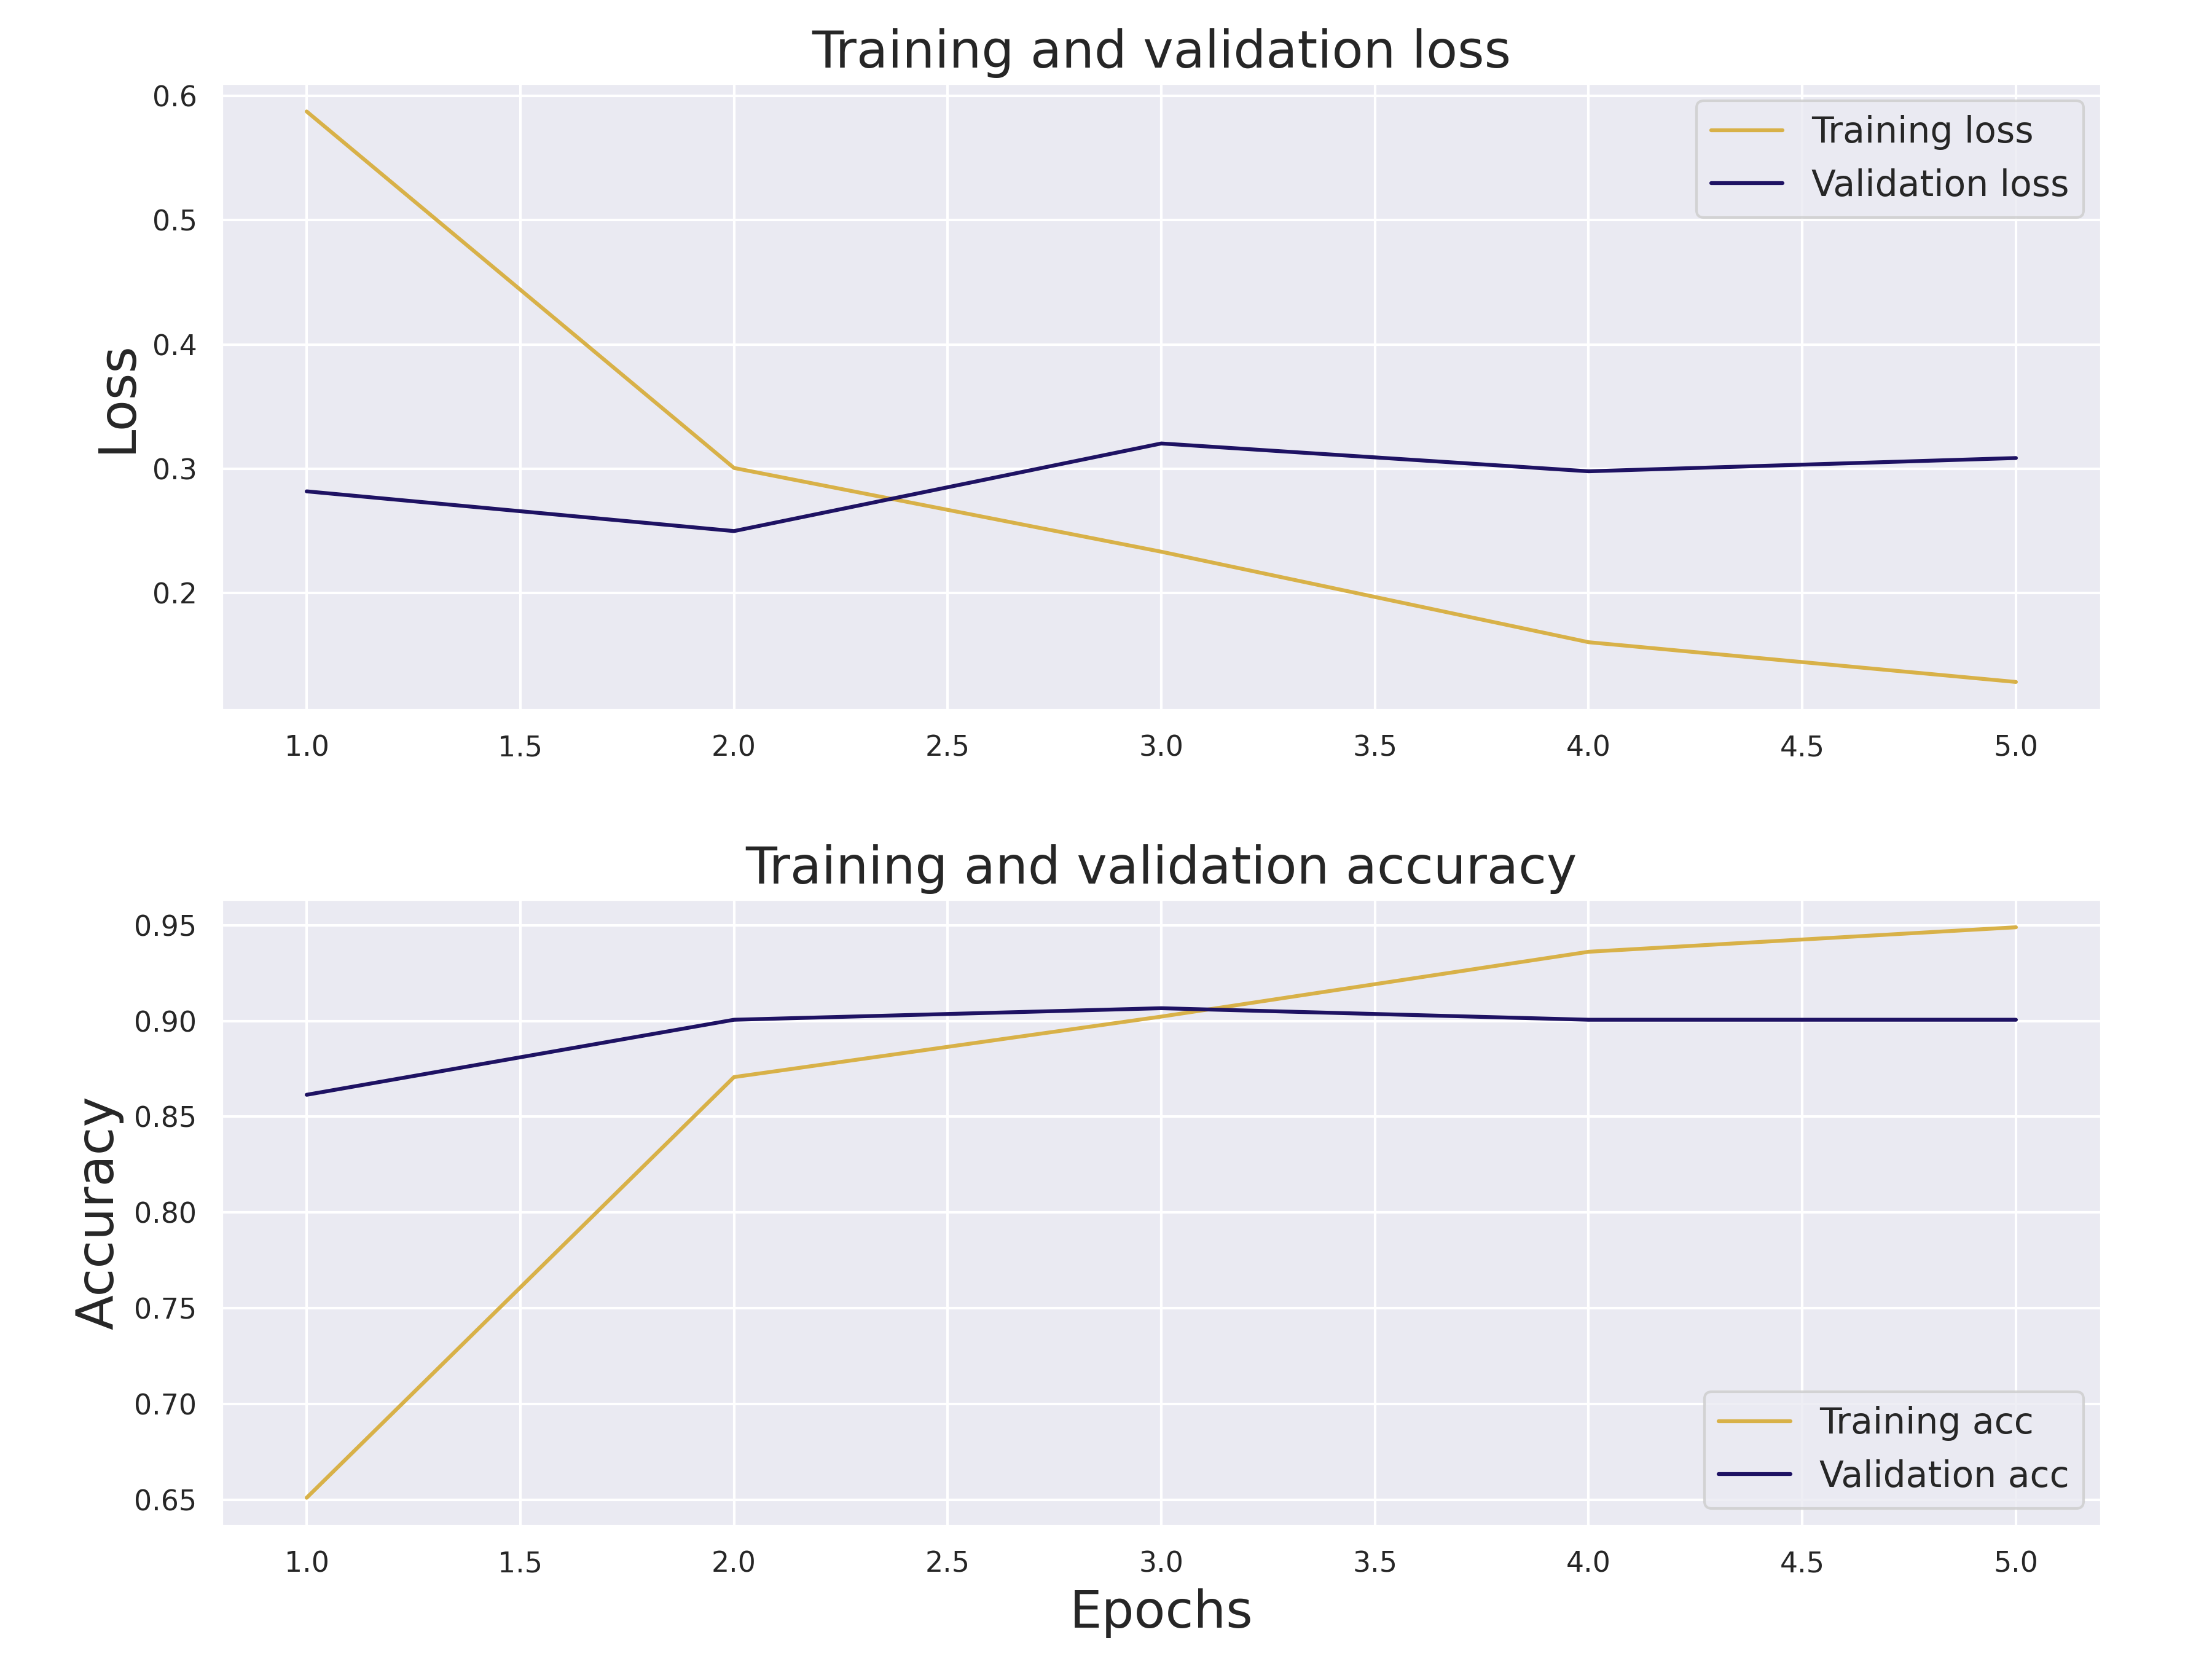 Training and validation loss
0.6
0.5
0.4
0.3
0.2
Loss
Training loss
Validation loss
1.0 1.5 2.0 2.5 3.0 3.5 4.0 4.5 5.0
Training and validation accuracy
0.95
0.90
0.85
0.80
0.75
0.70
0.65
Accuracy
Training acc
Validation acc
1.0 1.5 2.0 2.5 3.0 3.5 4.0 4.5 5.0
Epochs